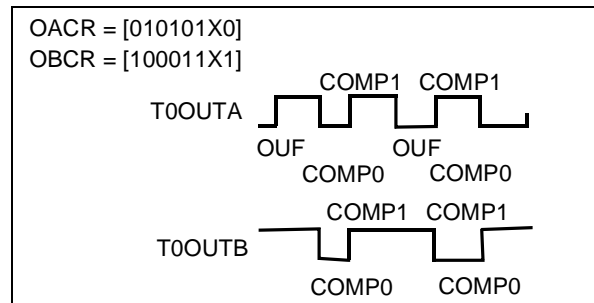 OACR = [010101X0]
OBCR = [100011X1]
COMP1 COMP1
T0OUTA
OUF OUF
COMP0 COMP0
COMP1 COMP1
T0OUTB
COMP0 COMP0